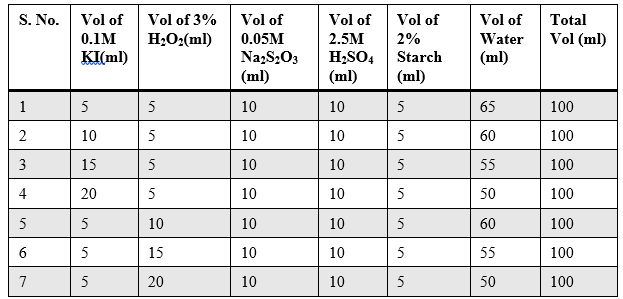 S. No. Vol of 0.1M KI(ml) Vol of 3% H₂O₂(ml) Vol of 0.05M Na₂S₂O₃ (ml) Vol of 2.5M H₂SO₄ (ml) Vol of 2% Starch (ml) Vol of Water (ml) Total Vol (ml)
1 5 5 10 10 5 65 100
2 10 5 10 10 5 60 100
3 15 5 10 10 5 55 100
4 20 5 10 10 5 50 100
5 5 10 10 10 5 60 100
6 5 15 10 10 5 55 100
7 5 20 10 10 5 50 100